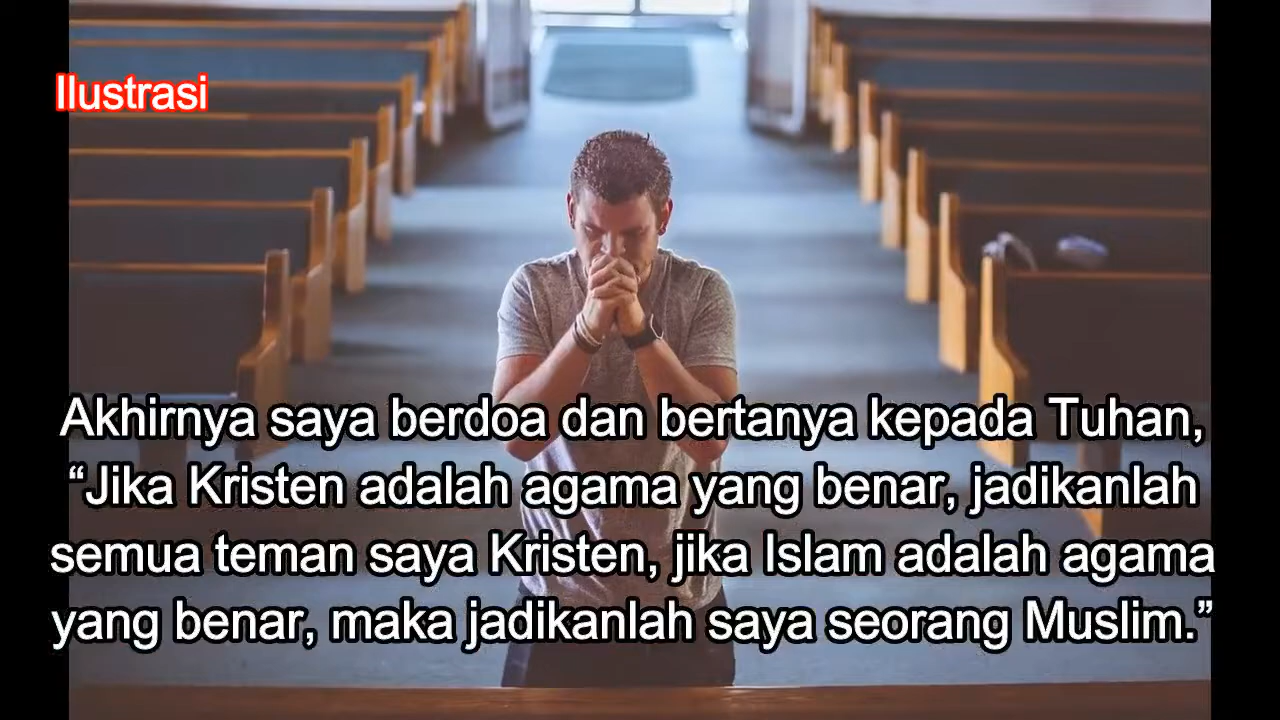 Ilustrasi
Akhirnya saya berdoa dan bertanya kepada Tuhan,
“Jika Kristen adalah agama yang benar, jadikanlah
semua teman saya Kristen, jika Islam adalah agama
yang benar, maka jadikanlah saya seorang Muslim.”